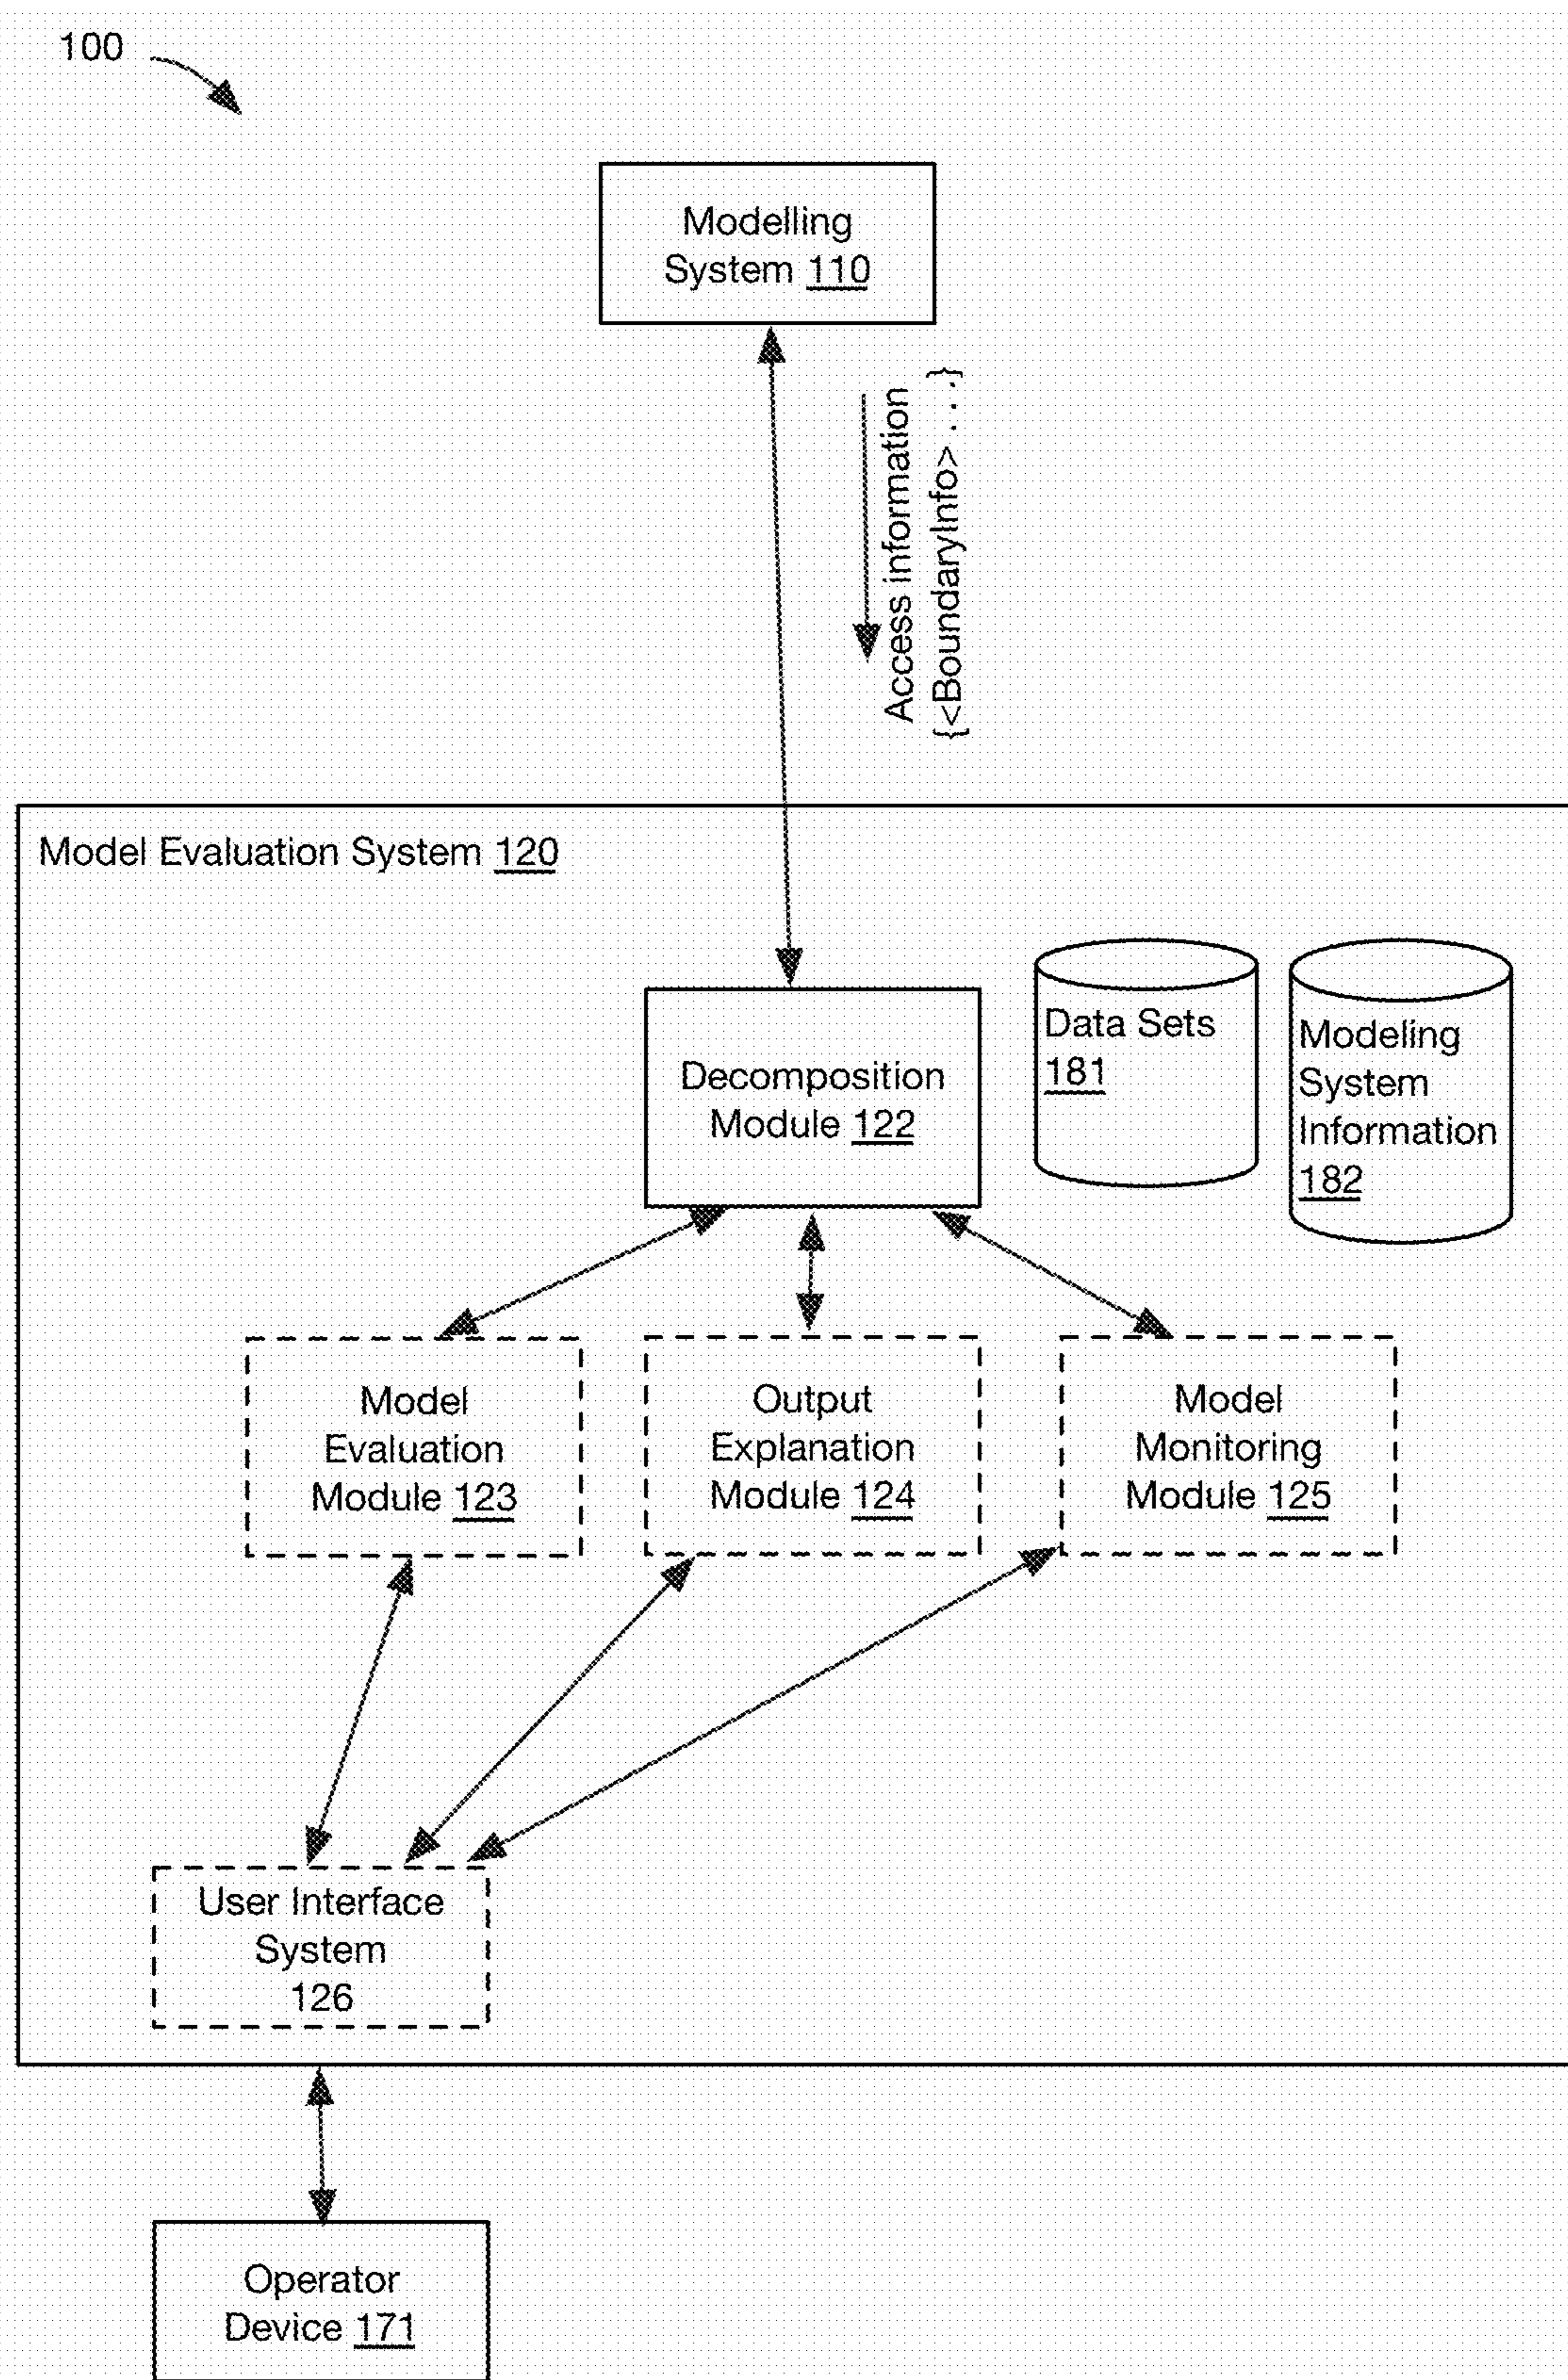 100
Modelling
System 110
Access information
{<BoundaryInfo> . . .}
Model Evaluation System 120
Decomposition
Module 122
Data Sets
181
Modeling
System
Information
182
Model
Evaluation
Module 123
Output
Explanation
Module 124
Model
Monitoring
Module 125
User Interface
System
126
Operator
Device 171